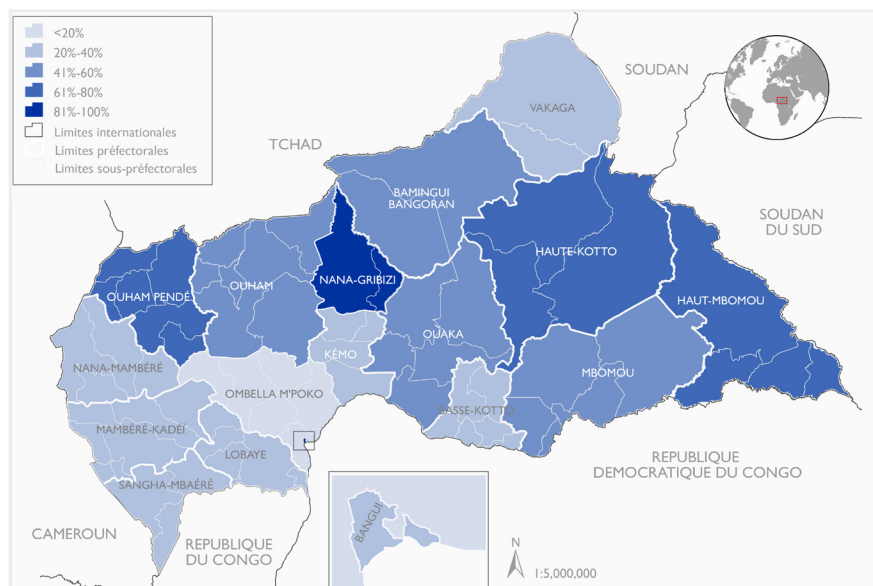 <20%
20%-40%
41%-60%
61%-80%
81%-100%
Limites internationales
Limites préfectorales
Limites sous-préfectorales
SOUDAN
VAKAGA
TCHAD
BAMINGUI
BANGORAN
SOUDAN
DU SUD
HAUTE-KOTTO
NANA-GRIBIZI
OUHAM
OUHAM PENDÉ
HAUT-MBOMOU
OUAKA
KÉMO
NANA-MAMBÉRÉ
MBOMOU
OMBELLA M'POKO
BASSE-KOTTO
MAMBÉRÉ-KADÉÏ
LOBAYE
REPUBLIQUE
DEMOCRATIQUE DU CONGO
SANGHA-MBAÉRÉ
CAMEROUN
REPUBLIQUE
DU CONGO
BANGUI
N
1:5,000,000